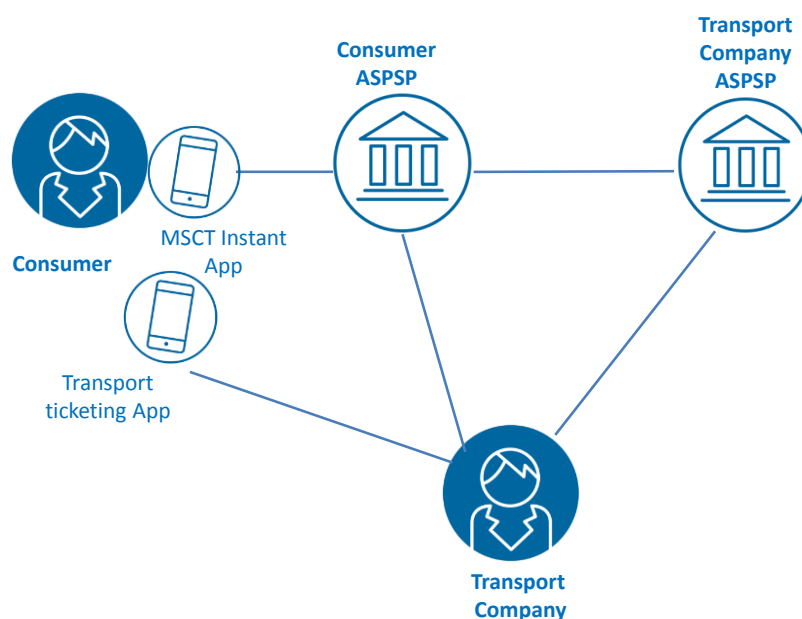 Consumer
ASPSP
Transport
Company
ASPSP
MSCT Instant
App
Consumer
Transport
ticketing App
Transport
Company